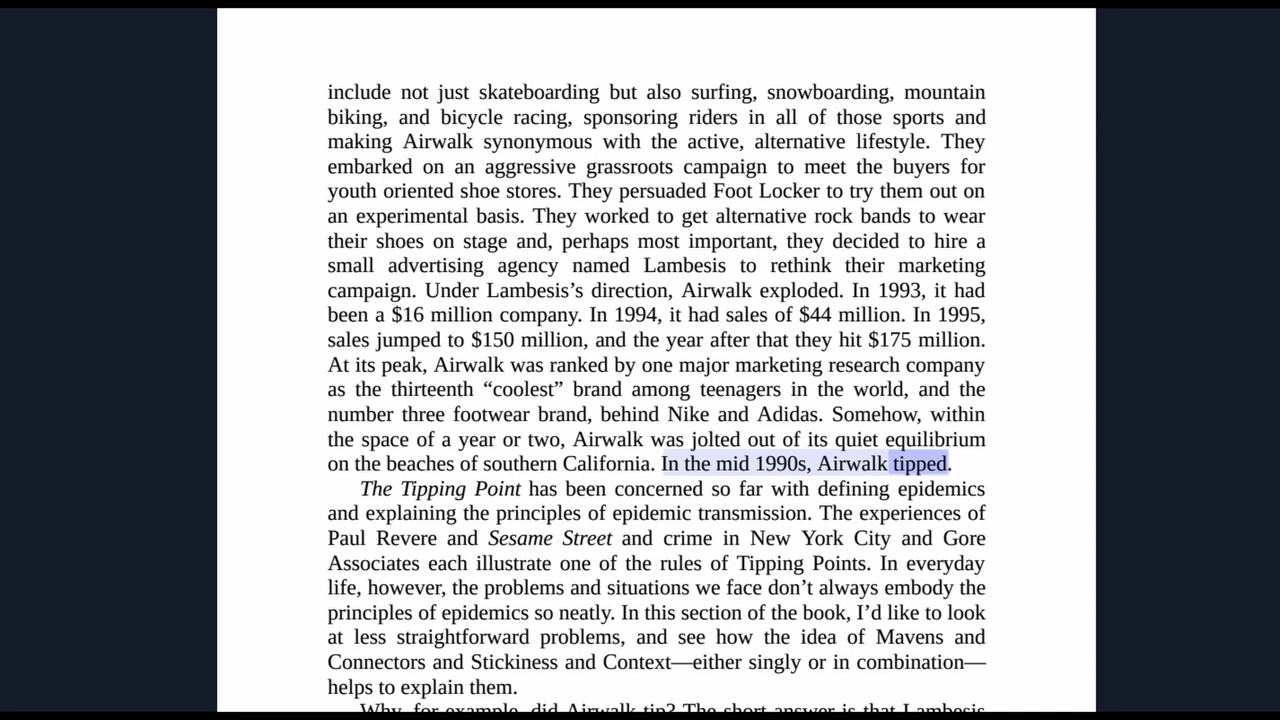 include not just skateboarding but also surfing, snowboarding, mountain
biking, and bicycle racing, sponsoring riders in all of those sports and
making Airwalk synonymous with the active, alternative lifestyle. They
embarked on an aggressive grassroots campaign to meet the buyers for
youth oriented shoe stores. They persuaded Foot Locker to try them out on
an experimental basis. They worked to get alternative rock bands to wear
their shoes on stage and, perhaps most important, they decided to hire a
small advertising agency named Lambesis to rethink their marketing
campaign. Under Lambesis’s direction, Airwalk exploded. In 1993, it had
been a $16 million company. In 1994, it had sales of $44 million. In 1995,
sales jumped to $150 million, and the year after that they hit $175 million.
At its peak, Airwalk was ranked by one major marketing research company
as the thirteenth “coolest” brand among teenagers in the world, and the
number three footwear brand, behind Nike and Adidas. Somehow, within
the space of a year or two, Airwalk was jolted out of its quiet equilibrium
on the beaches of southern California. In the mid 1990s, Airwalk tipped.
The Tipping Point has been concerned so far with defining epidemics
and explaining the principles of epidemic transmission. The experiences of
Paul Revere and Sesame Street and crime in New York City and Gore
Associates each illustrate one of the rules of Tipping Points. In everyday
life, however, the problems and situations we face don’t always embody the
principles of epidemics so neatly. In this section of the book, I’d like to look
at less straightforward problems, and see how the idea of Mavens and
Connectors and Stickiness and Context—either singly or in combination—
helps to explain them.
Why, for example, did Airwalk tip? The short answer is that Lambesis